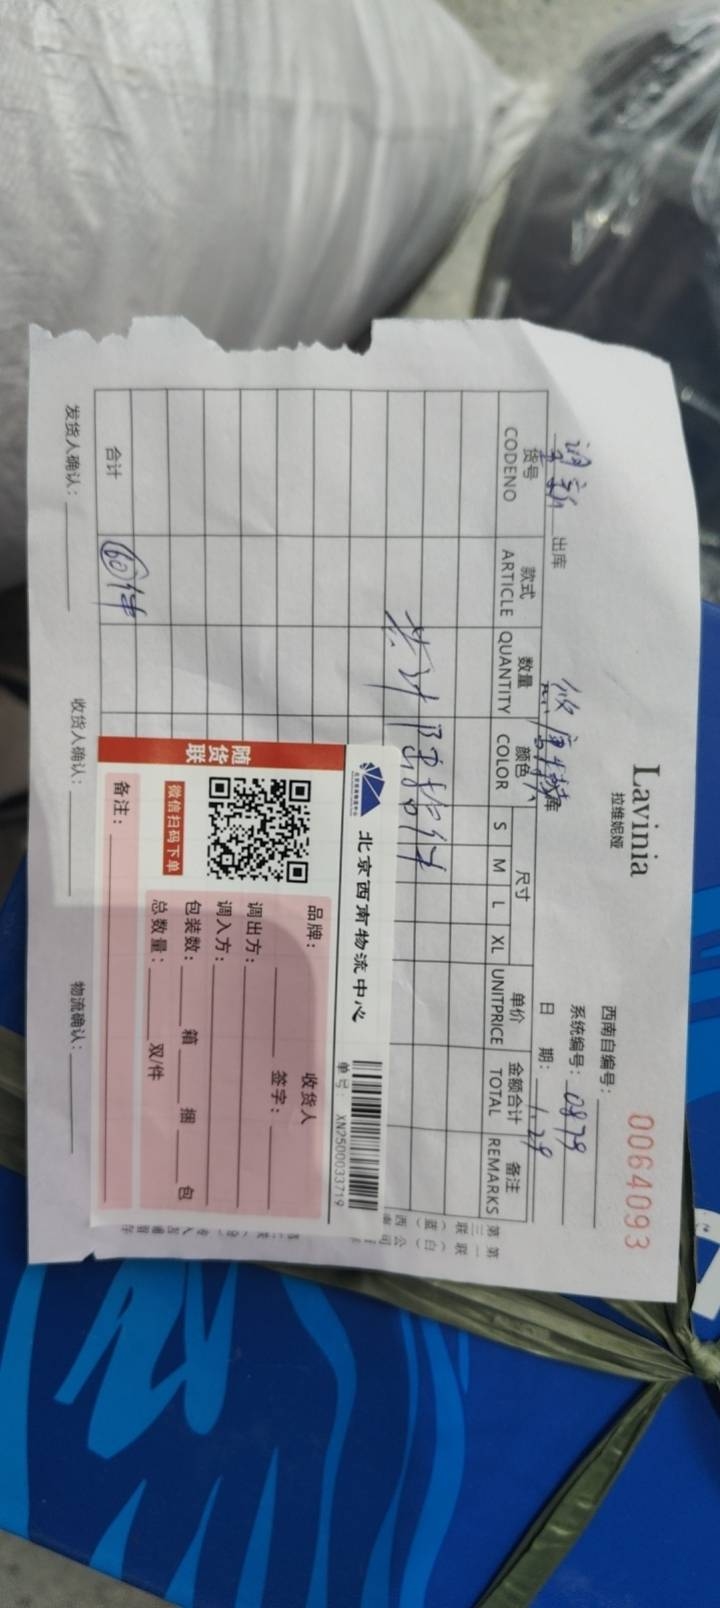 Lavinia
拉维妮娅
0064093
西南自编号:
系统编号: 0879
出库
库
日 期: 1.29
货号 款式 数量 颜色 尺寸 单价 金额合计 备注
CODENO ARTICLE QUANTITY COLOR S M L XL UNITPRICE TOTAL REMARKS
合计 60件
发货人确认: 收货人确认: 物流确认:
北京西南物流中心
单号: XN2500033719
随货联
微信扫码下单
品牌:
收货人
签字:
调出方:
调入方:
包装数: 箱 捆 包
总数量: 双/件
备注: